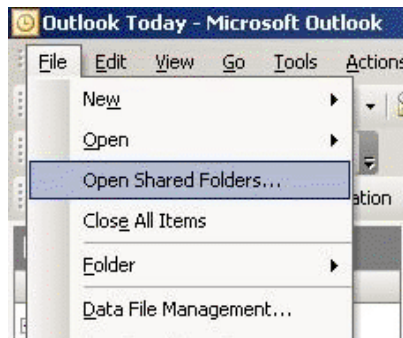 Outlook Today - Microsoft Outlook
File Edit View Go Tools Actions
New
Open
Open Shared Folders...
ation
Close All Items
Folder
Data File Management...